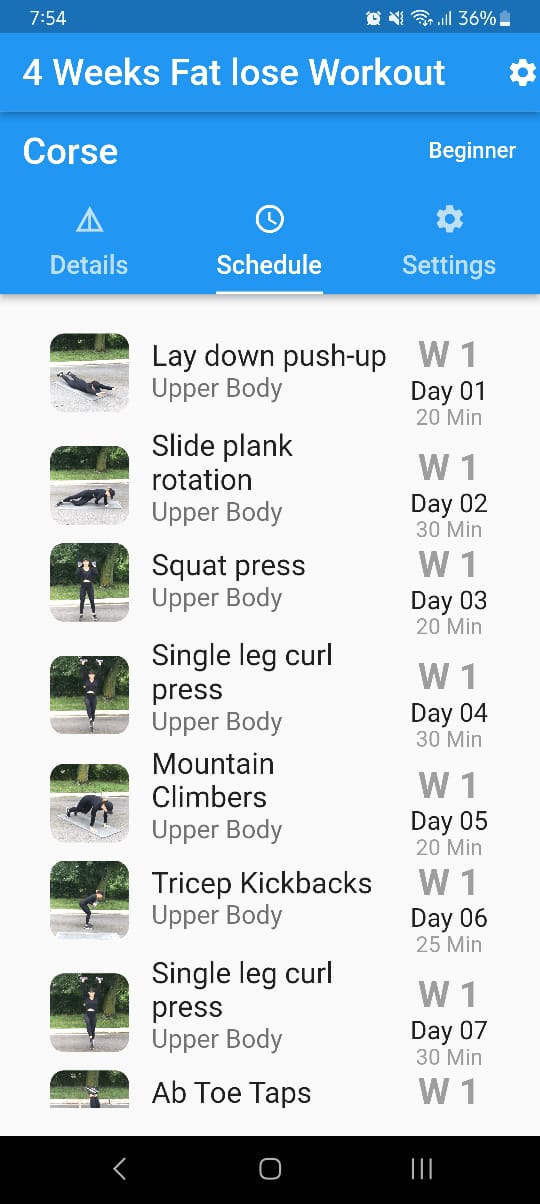 7:54
36%
4 Weeks Fat lose Workout
Corse
Beginner
Details
Schedule
Settings
Lay down push-up
Upper Body
W 1
Day 01
20 Min
Slide plank
rotation
Upper Body
W 1
Day 02
30 Min
Squat press
Upper Body
W 1
Day 03
20 Min
Single leg curl
press
Upper Body
W 1
Day 04
30 Min
Mountain
Climbers
Upper Body
W 1
Day 05
20 Min
Tricep Kickbacks
Upper Body
W 1
Day 06
25 Min
Single leg curl
press
Upper Body
W 1
Day 07
30 Min
Ab Toe Taps
W 1